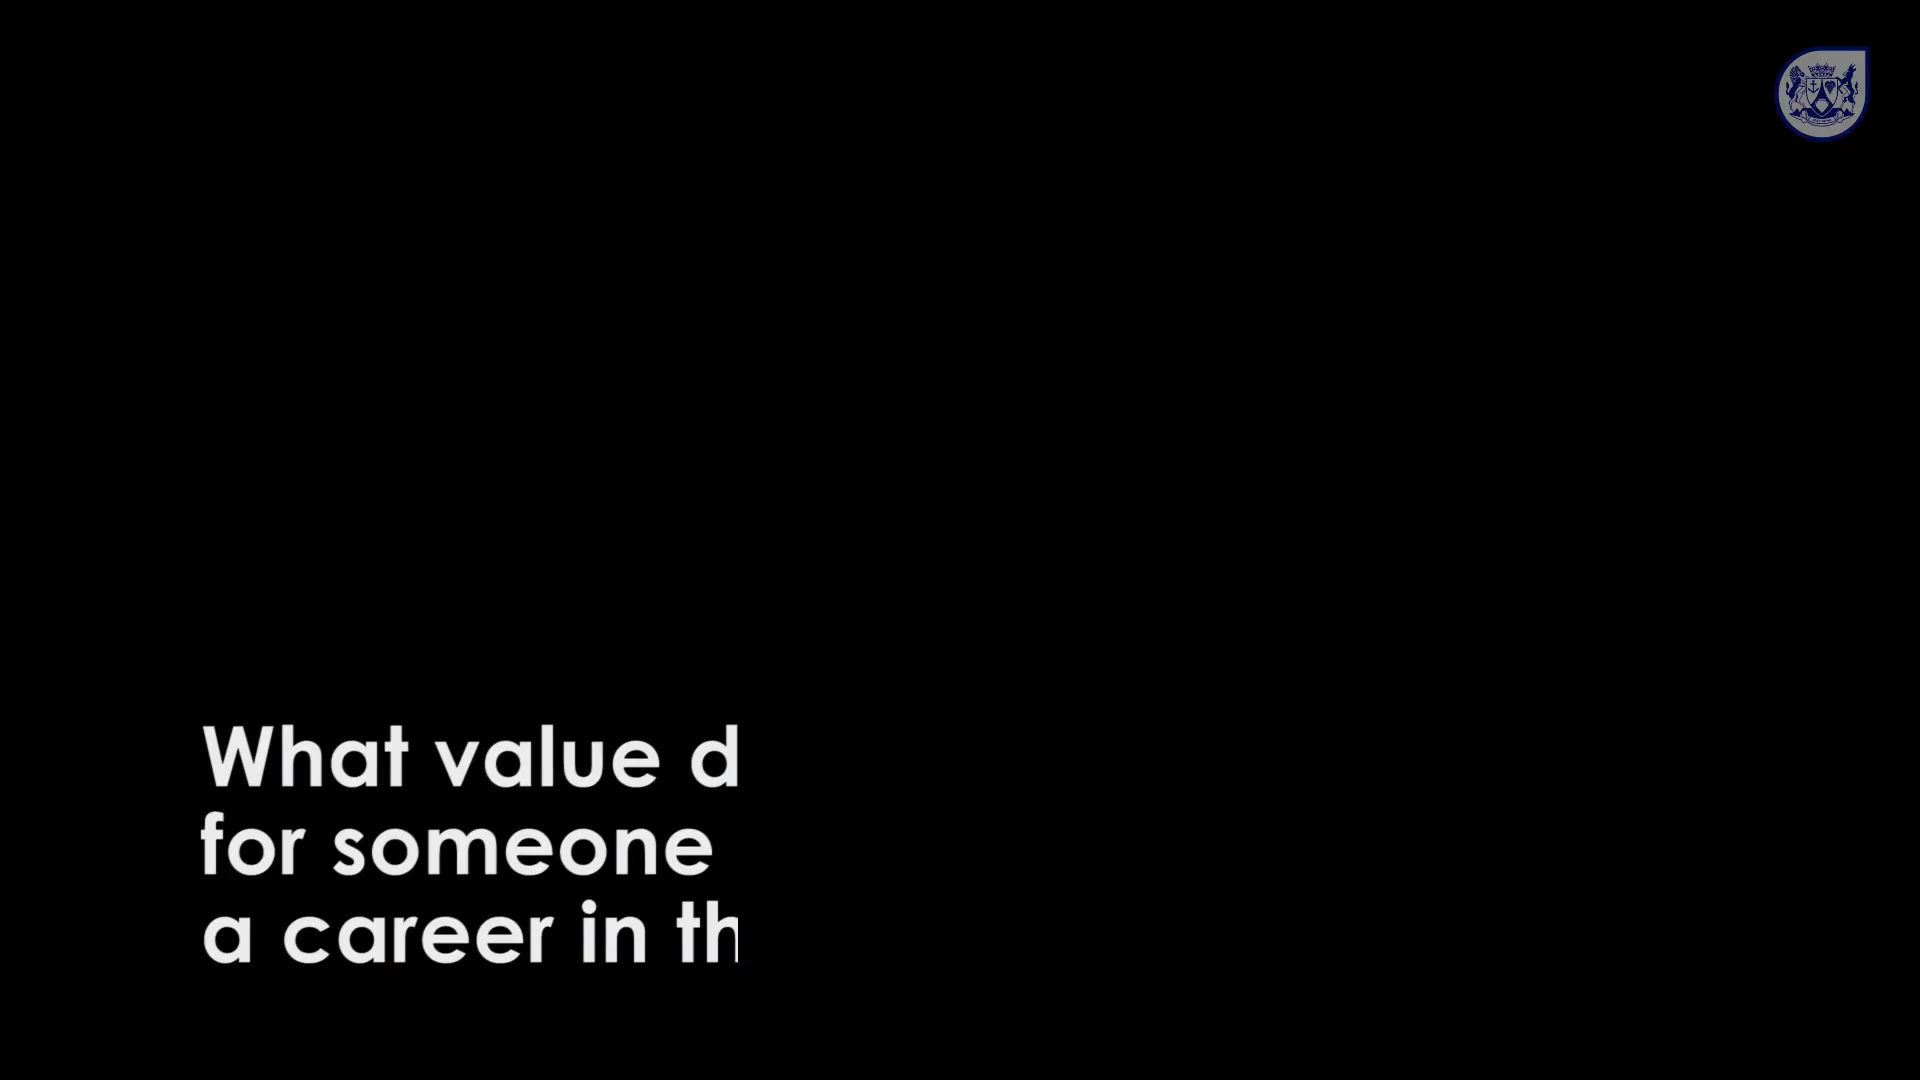 What value d
for someone
a career in th